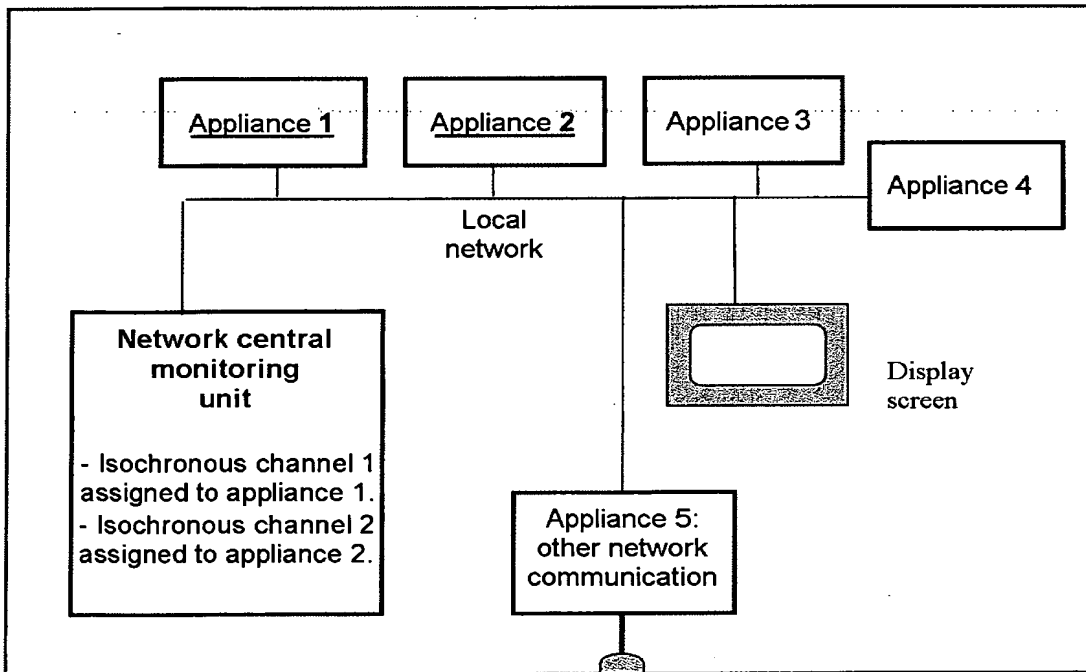 Appliance 1
Appliance 2
Appliance 3
Appliance 4
Local
network
Network central
monitoring
unit
- Isochronous channel 1
assigned to appliance 1.
- Isochronous channel 2
assigned to appliance 2.
Display
screen
Appliance 5:
other network
communication